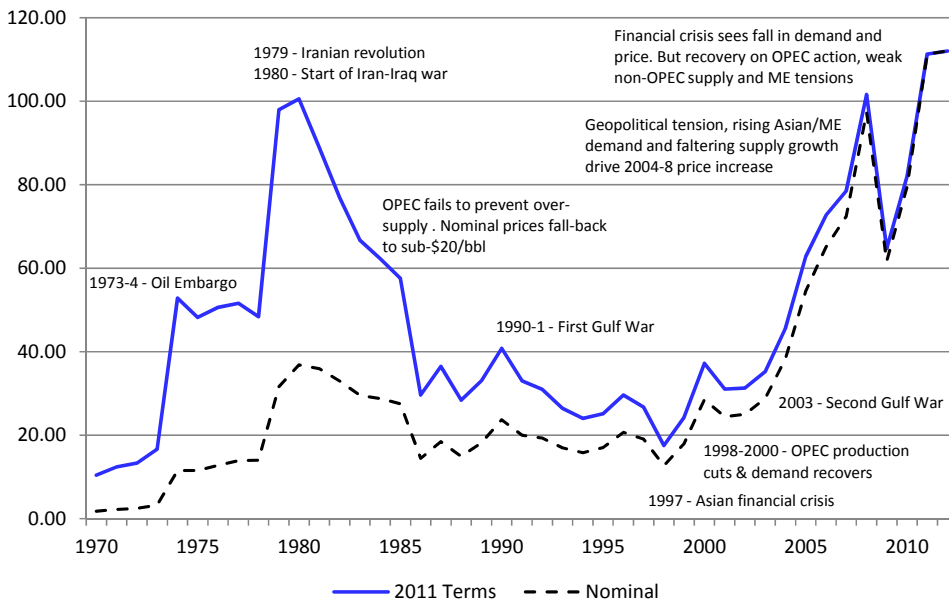 120.00
100.00
80.00
60.00
40.00
20.00
0.00
1979 - Iranian revolution
1980 - Start of Iran-Iraq war
Financial crisis sees fall in demand and
price. But recovery on OPEC action, weak
non-OPEC supply and ME tensions
Geopolitical tension, rising Asian/ME
demand and faltering supply growth
drive 2004-8 price increase
OPEC fails to prevent over-
supply . Nominal prices fall-back
to sub-$20/bbl
1973-4 - Oil Embargo
1990-1 - First Gulf War
2003 - Second Gulf War
1998-2000 - OPEC production
cuts & demand recovers
1997 - Asian financial crisis
1970 1975 1980 1985 1990 1995 2000 2005 2010
2011 Terms Nominal